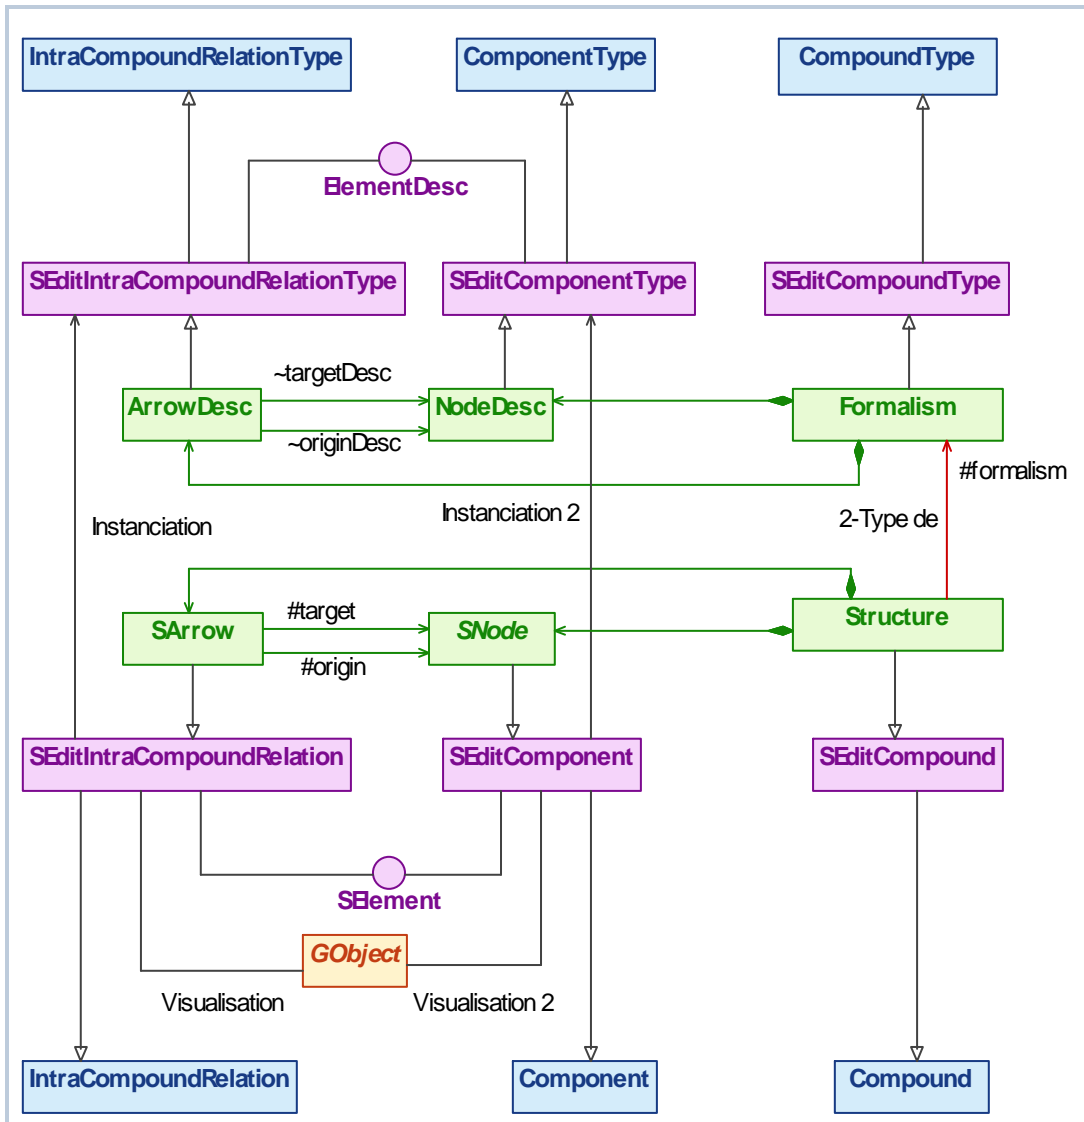 IntraCompoundRelationType
ComponentType
CompoundType
ElementDesc
SEditIntraCompoundRelationType
SEditComponentType
SEditCompoundType
~targetDesc
ArrowDesc
NodeDesc
Formalism
~originDesc
#formalism
Instanciation
Instanciation 2
2-Type de
#target
SArrow
SNode
Structure
#origin
SEditIntraCompoundRelation
SEditComponent
SEditCompound
SElement
GObject
Visualisation
Visualisation 2
IntraCompoundRelation
Component
Compound